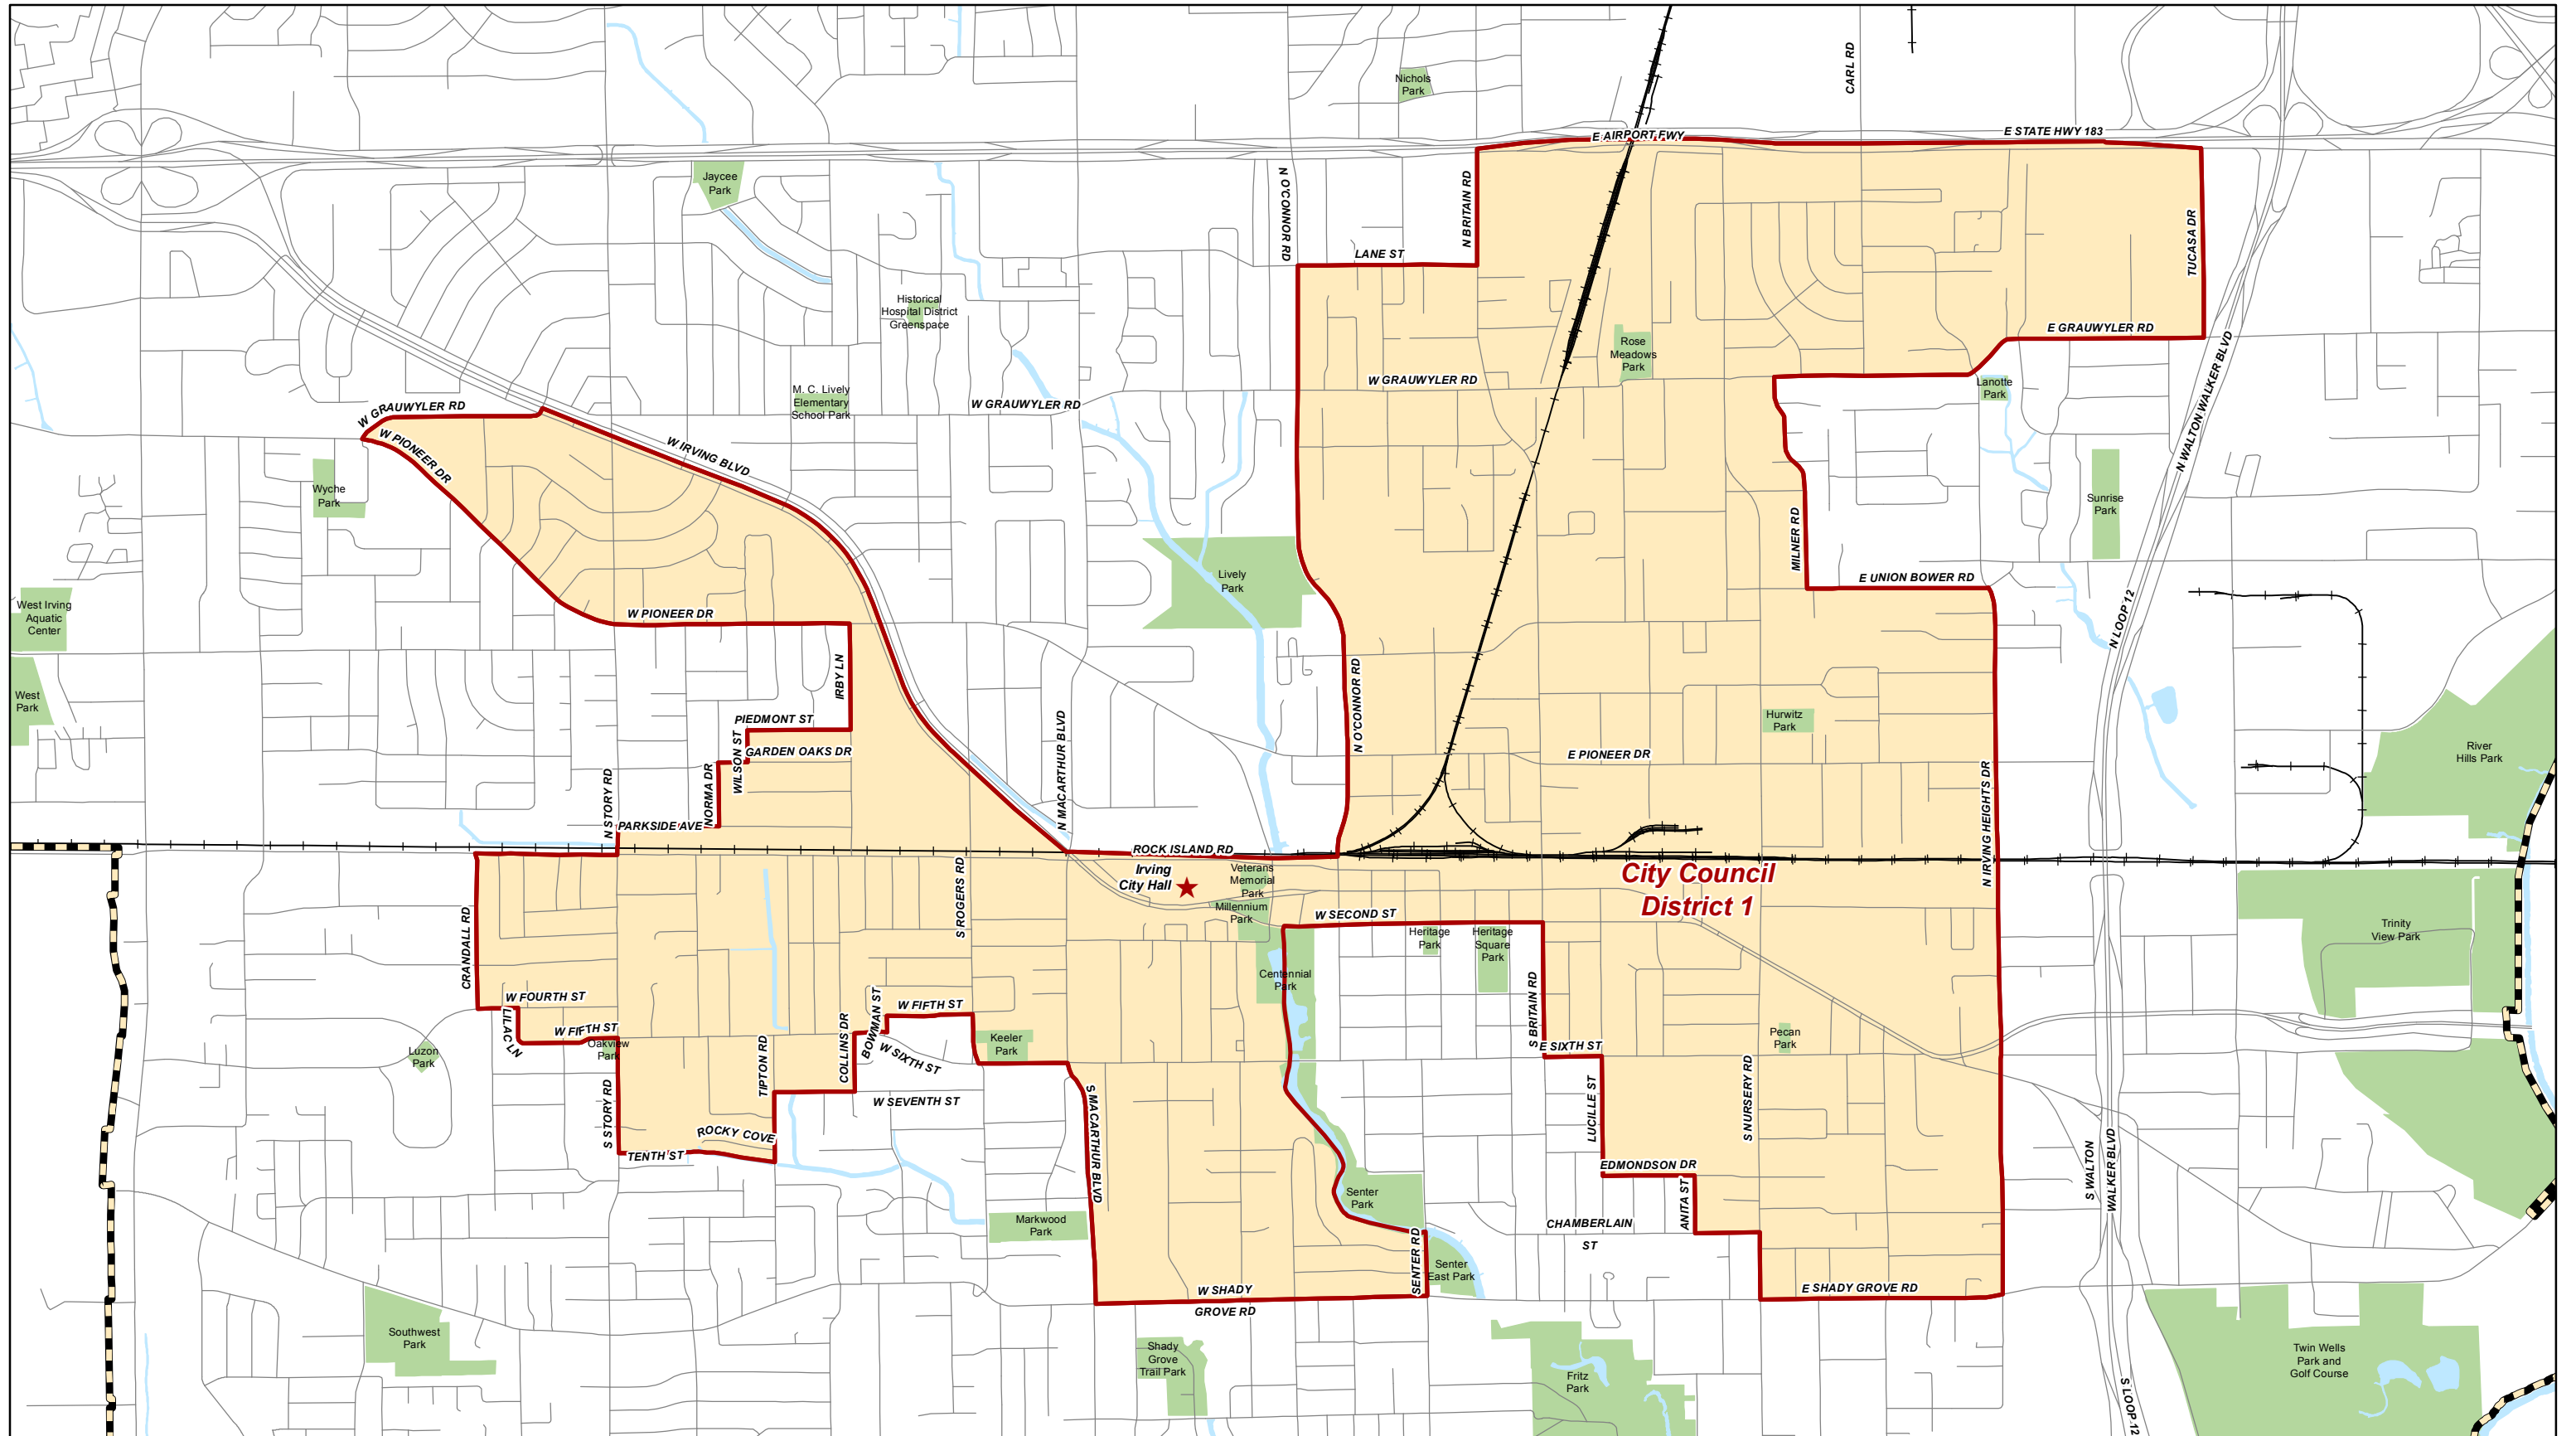 CARL RD
Nichols
Park
E AIRPORT FWY
E STATE HWY 183
Jaycee
Park
N O'CONNOR RD
N BRITAIN RD
TUCASA DR
LANE ST
Historical
Hospital District
Greenspace
E GRAUWYLER RD
Rose
Meadows
Park
N WALTON WALKER BLVD
W GRAUWYLER RD
Lanotte
Park
M. C. Lively
Elementary
School Park
W GRAUWYLER RD
W GRAUWYLER RD
W PIONEER DR
W IRVING BLVD
Wyche
Park
Sunrise
Park
MILNER RD
Lively
Park
E UNION BOWER RD
West Irving
Aquatic
Center
W PIONEER DR
N LOOP 12
IRBY LN
West
Park
N O'CONNOR RD
PIEDMONT ST
Hurwitz
Park
GARDEN OAKS DR
WILSON ST
N MACARTHUR BLVD
E PIONEER DR
River
Hills Park
N STORY RD
NORMA DR
N IRVING HEIGHTS DR
PARKSIDE AVE
ROCK ISLAND RD
Irving
City Hall
Veterans
Memorial
Park
City Council
District 1
S ROGERS RD
Millennium
Park
W SECOND ST
Heritage
Park
Heritage
Square
Park
Trinity
View Park
CRANDALL RD
Centennial
Park
W FOURTH ST
LILAC LN
W FIFTH ST
Oakview
Park
W FIFTH ST
BOWMAN ST
COLLINS DR
W SIXTH ST
Keeler
Park
S BRITAIN RD
E SIXTH ST
Pecan
Park
Luzon
Park
TIPTON RD
S STORY RD
W SEVENTH ST
LUCILLE ST
S NURSERY RD
ROCKY COVE
TENTH ST
S MACARTHUR BLVD
EDMONDSON DR
S WALTON
WALKER BLVD
ANITA ST
Senter
Park
Markwood
Park
CHAMBERLAIN
ST
SENTER RD
Senter
East Park
W SHADY
GROVE RD
E SHADY GROVE RD
Southwest
Park
Shady
Grove
Trail Park
Fritz
Park
Twin Wells
Park and
Golf Course
S LOOP 12